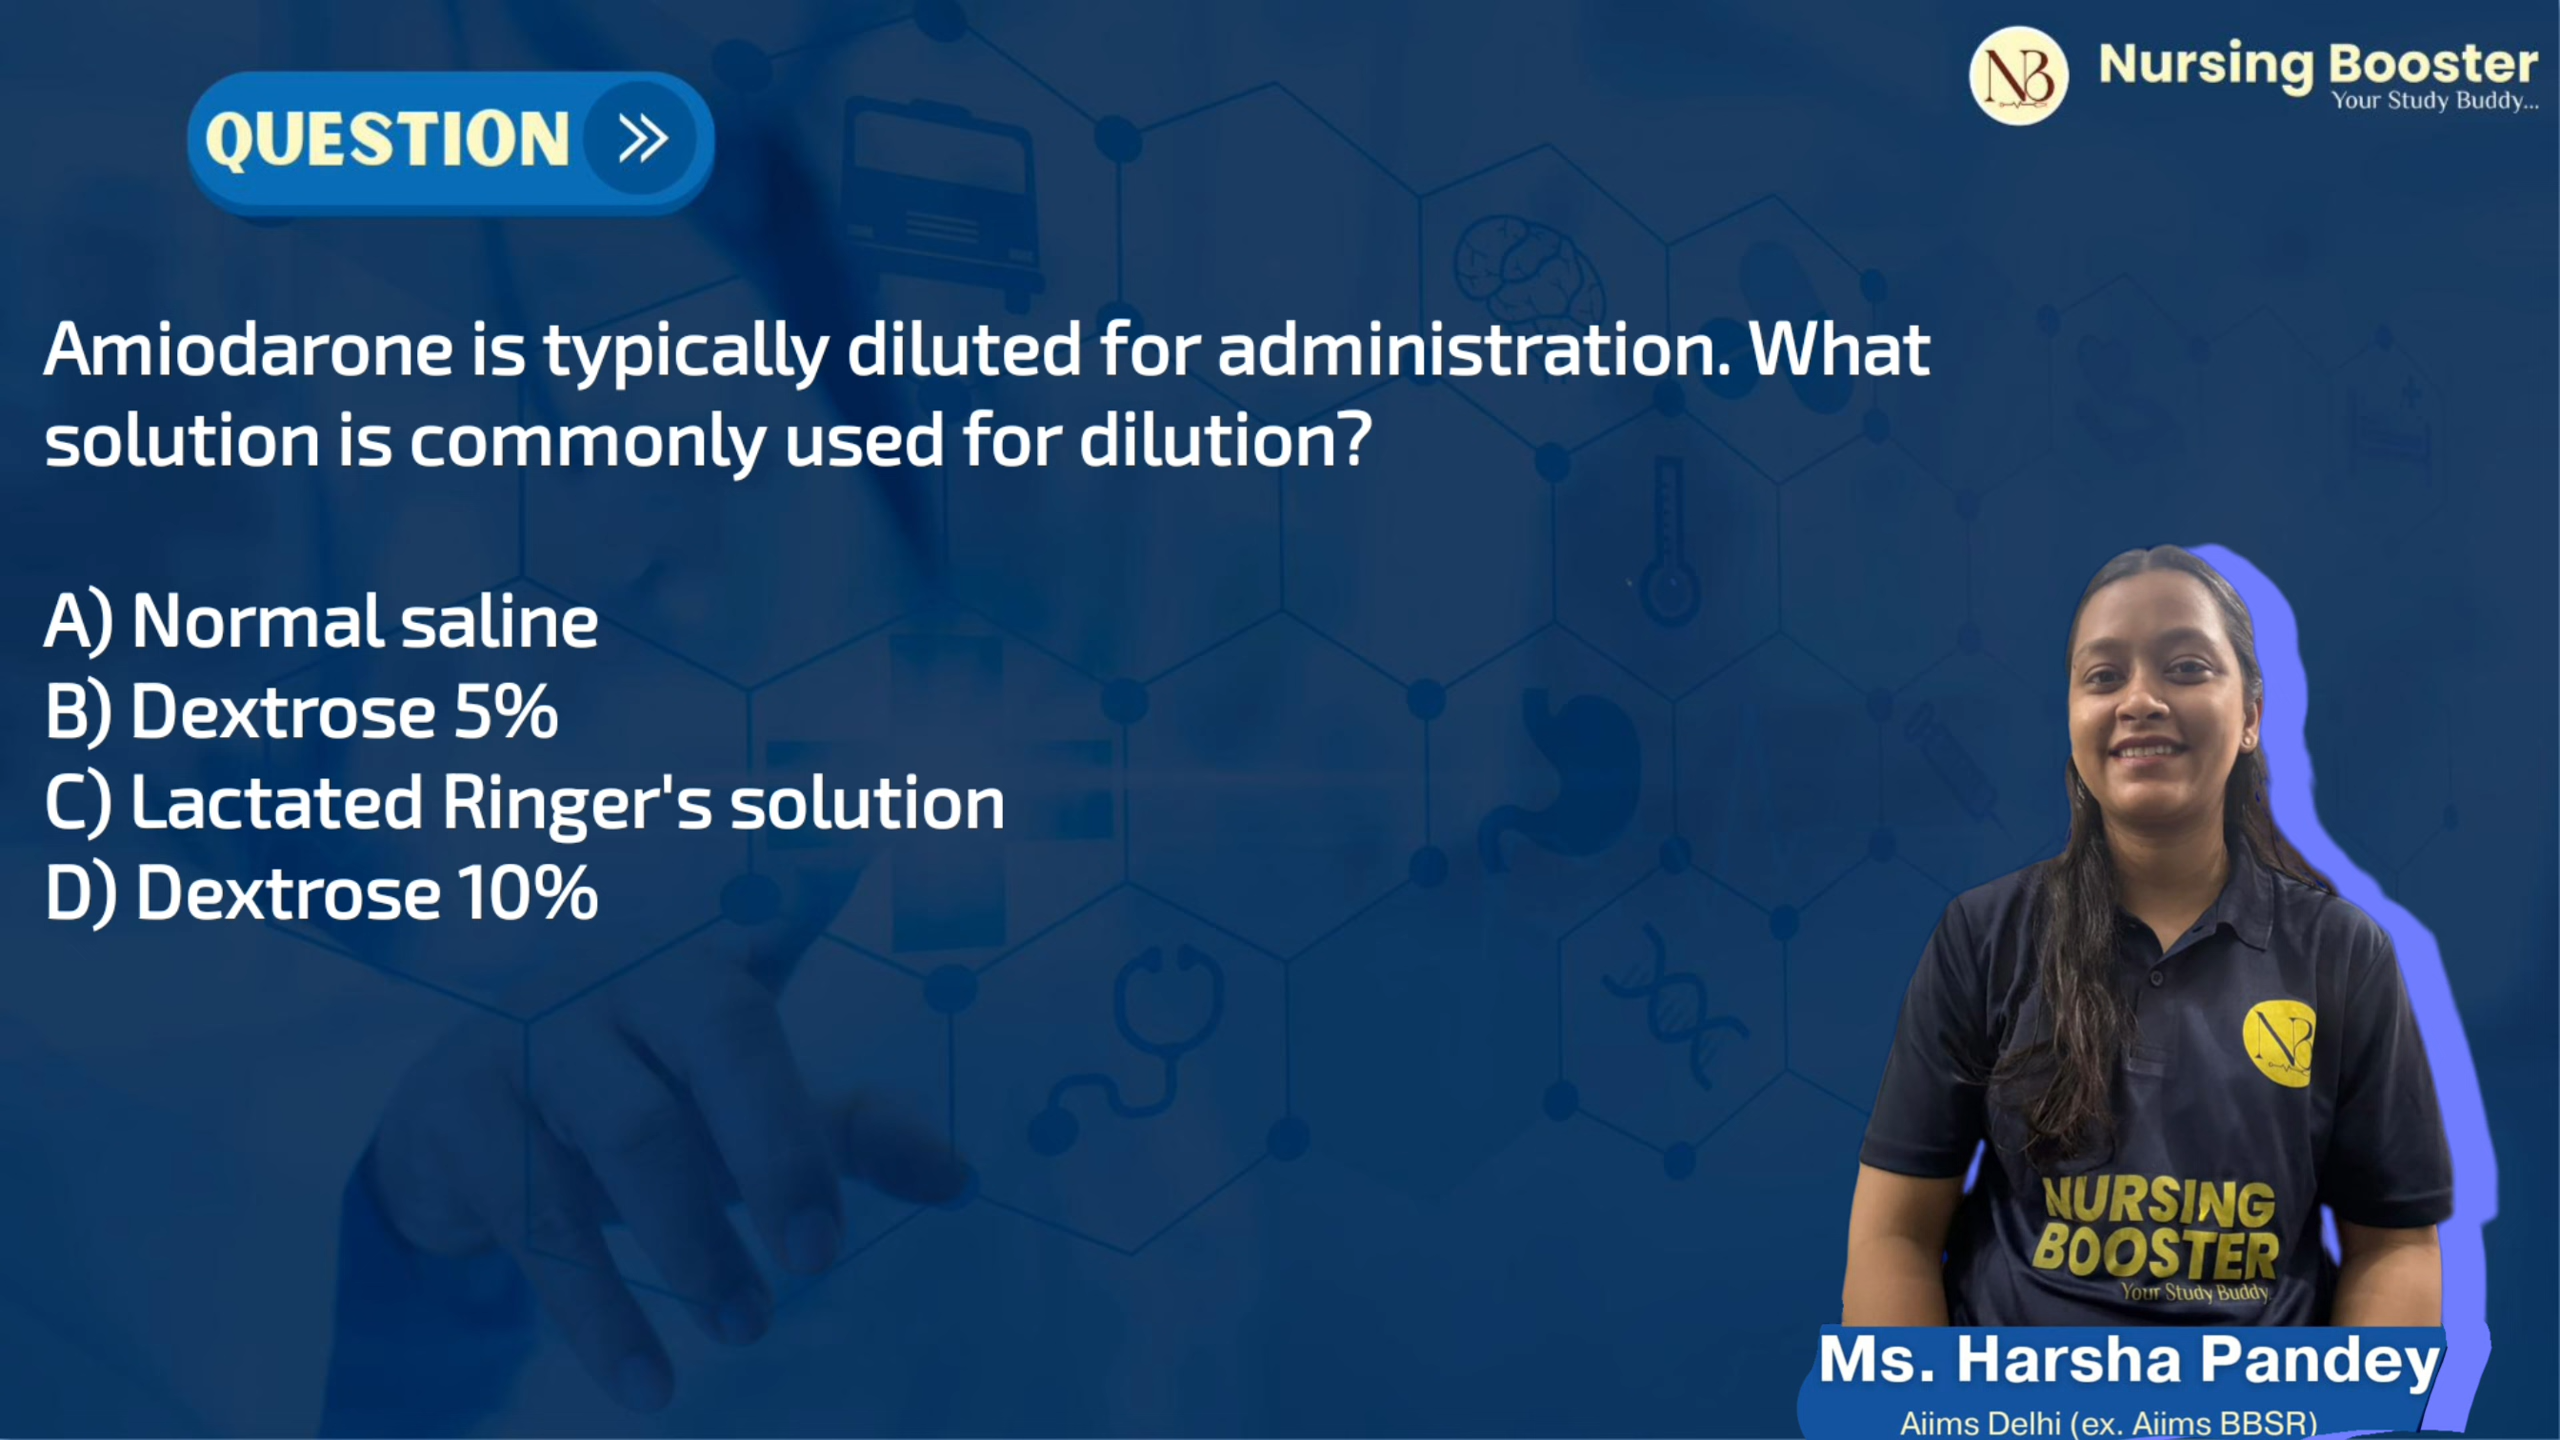 QUESTION
NB Nursing Booster
Your Study Buddy...
Amiodarone is typically diluted for administration. What
solution is commonly used for dilution?
A) Normal saline
B) Dextrose 5%
C) Lactated Ringer's solution
D) Dextrose 10%
NB
NURSING
BOOSTER
Your Study Buddy
Ms. Harsha Pandey
Aiims Delhi (ex. Aiims BBSR)